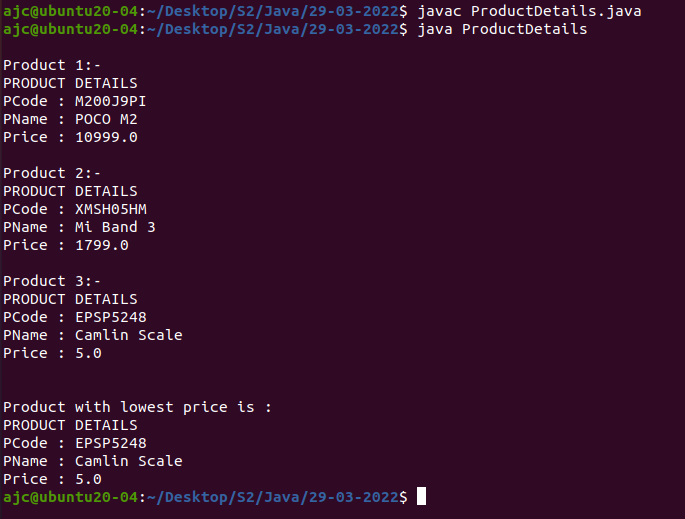 ajc@ubuntu20-04:~/Desktop/S2/Java/29-03-2022$ javac ProductDetails.java
ajc@ubuntu20-04:~/Desktop/S2/Java/29-03-2022$ java ProductDetails
Product 1:-
PRODUCT DETAILS
PCode : M200J9PI
PName : POCO M2
Price : 10999.0
Product 2:-
PRODUCT DETAILS
PCode : XMSH05HM
PName : Mi Band 3
Price : 1799.0
Product 3:-
PRODUCT DETAILS
PCode : EPSP5248
PName : Camlin Scale
Price : 5.0
Product with lowest price is :
PRODUCT DETAILS
PCode : EPSP5248
PName : Camlin Scale
Price : 5.0
ajc@ubuntu20-04:~/Desktop/S2/Java/29-03-2022$